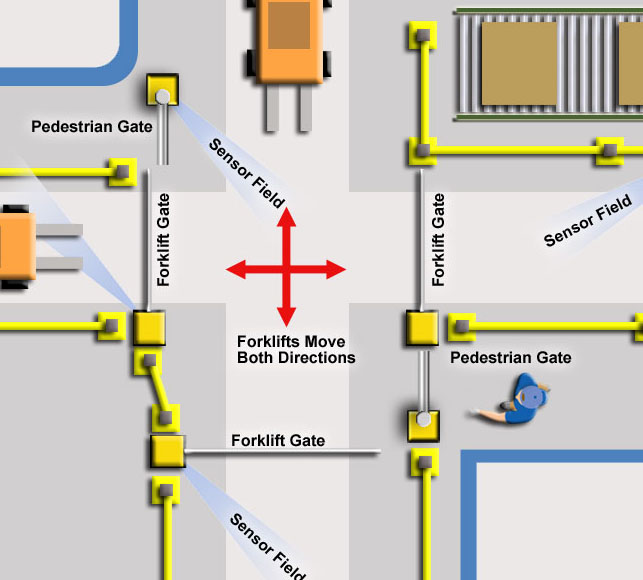 Pedestrian Gate
Sensor Field
Forklift Gate
Forklift Gate
Sensor Field
Forklifts Move
Both Directions
Pedestrian Gate
Forklift Gate
Sensor Field